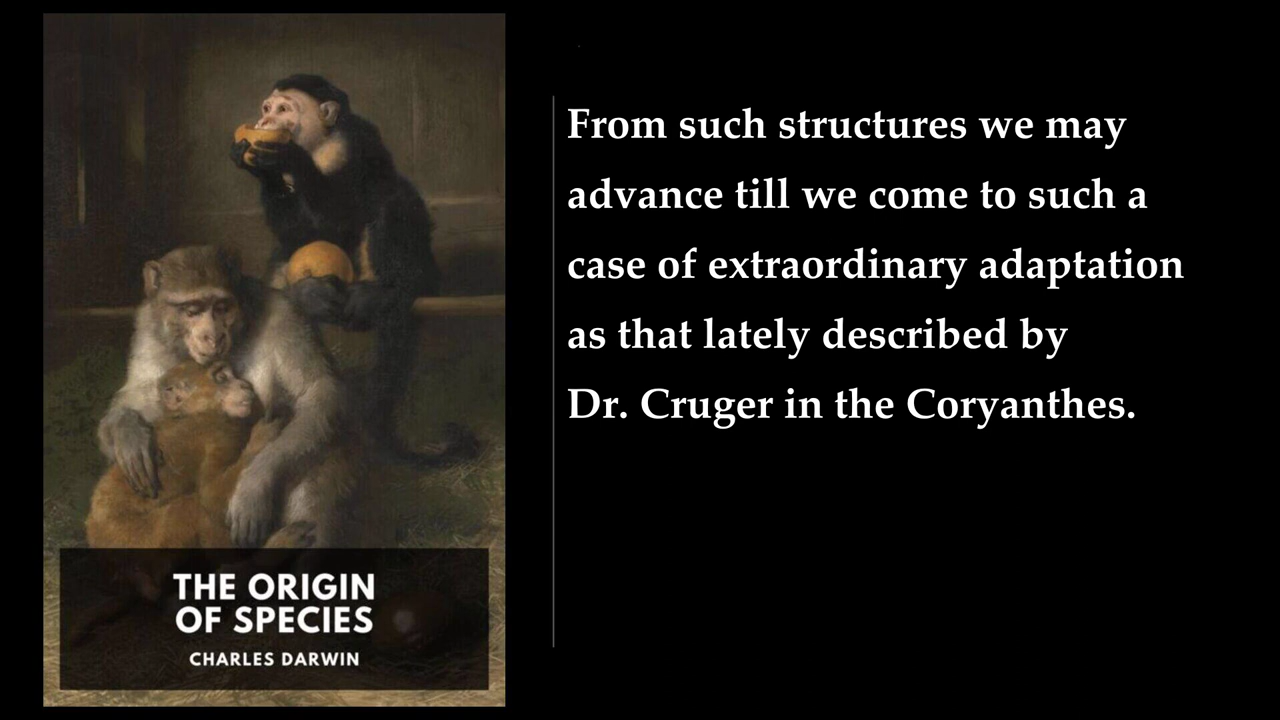 From such structures we may
advance till we come to such a
case of extraordinary adaptation
as that lately described by
Dr. Cruger in the Coryanthes.
THE ORIGIN
OF SPECIES
CHARLES DARWIN